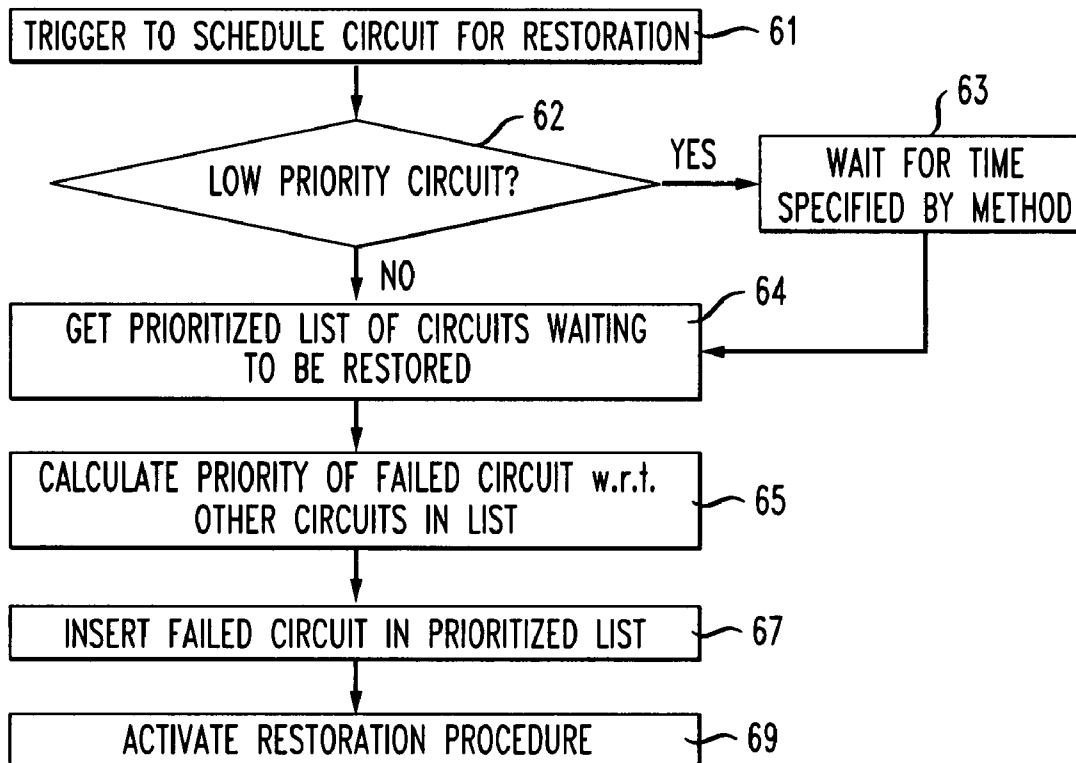 TRIGGER TO SCHEDULE CIRCUIT FOR RESTORATION
61
62
LOW PRIORITY CIRCUIT?
YES
63
WAIT FOR TIME
SPECIFIED BY METHOD
NO
64
GET PRIORITIZED LIST OF CIRCUITS WAITING
TO BE RESTORED
CALCULATE PRIORITY OF FAILED CIRCUIT w.r.t.
OTHER CIRCUITS IN LIST
65
INSERT FAILED CIRCUIT IN PRIORITIZED LIST
67
ACTIVATE RESTORATION PROCEDURE
69